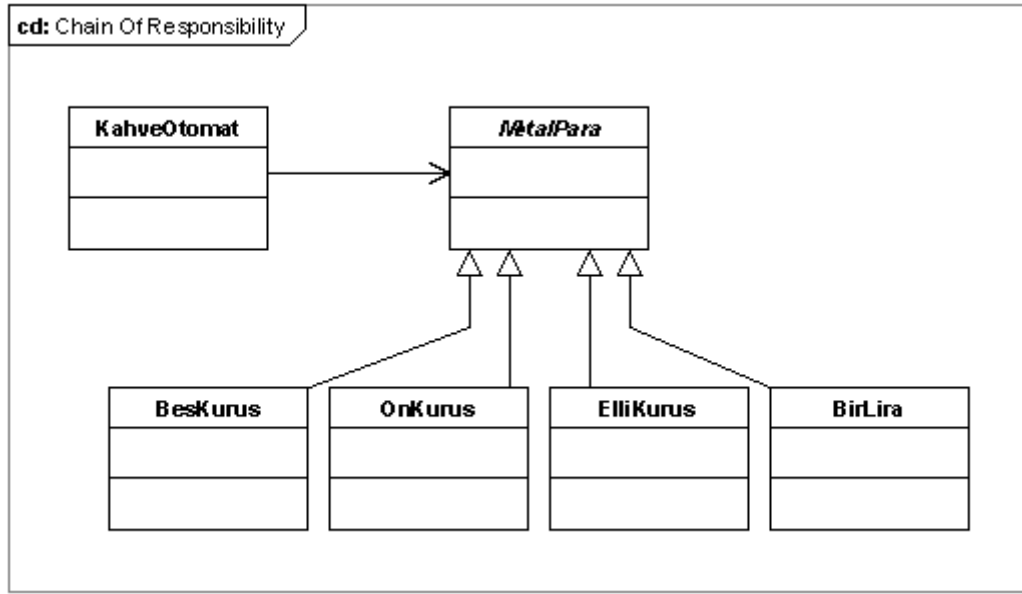 cd: Chain Of Responsibility
KahveOtomat
MetalPara
BesKurus
OnKurus
ElliKurus
BirLira